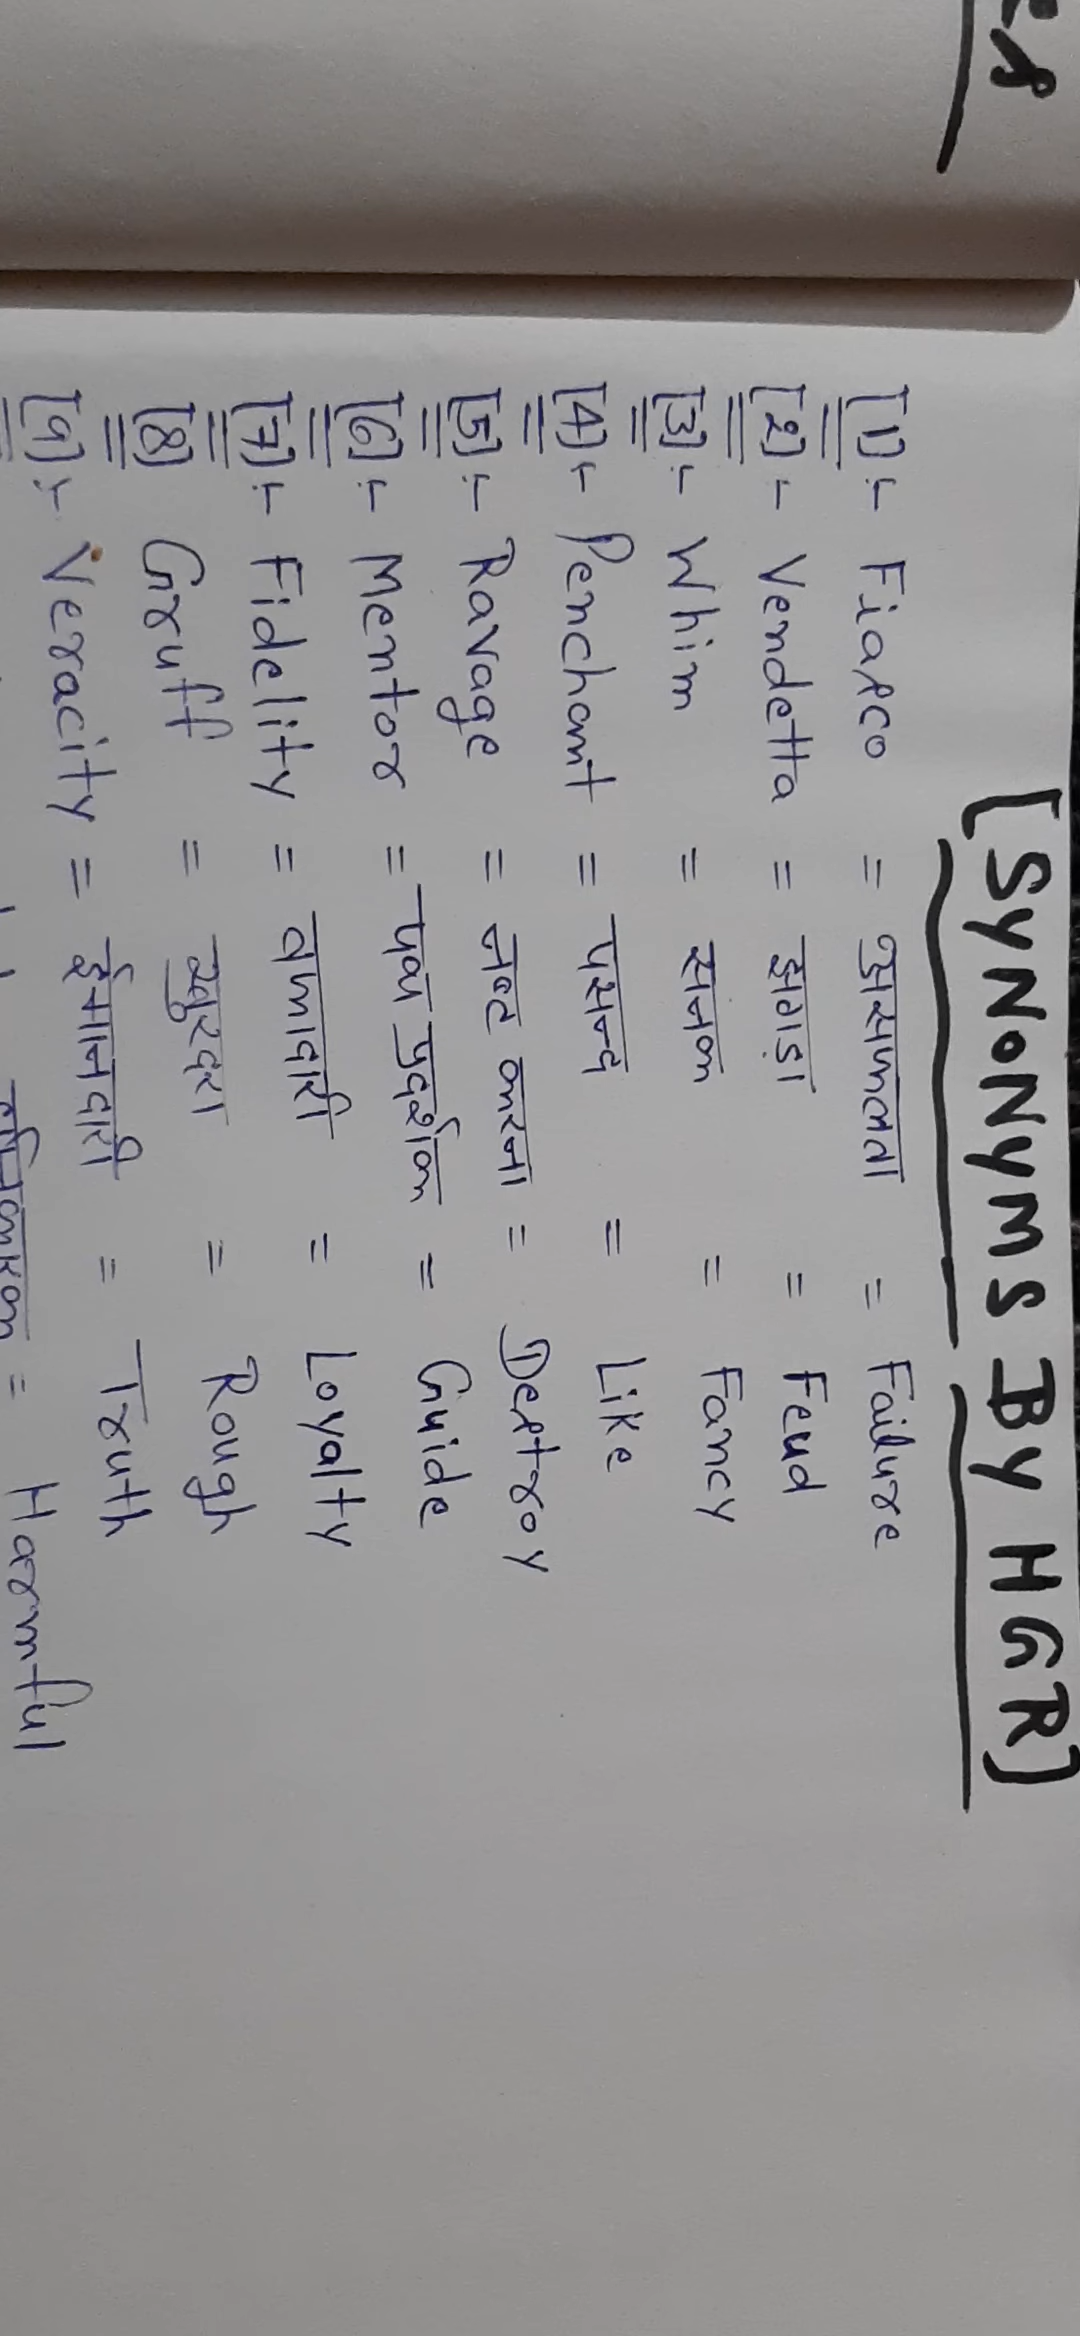 es
[SyNoNyMS By HGR]
[1]:- Fiasco = असफलता = Failure
[2]:- Vendetta = झगड़ा = Feud
[3]:- Whim = सनक = Fancy
[4]:- Penchant = पसन्द = Like
[5]:- Ravage = नष्ट करना = Destroy
[6]:- Mentor = पथ प्रदर्शक = Guide
[7]:- Fidelity = वफादारी = Loyalty
[8] Gruff = खुरदरा = Rough
[9]:- Veracity = ईमानदारी = Truth
= Harmful